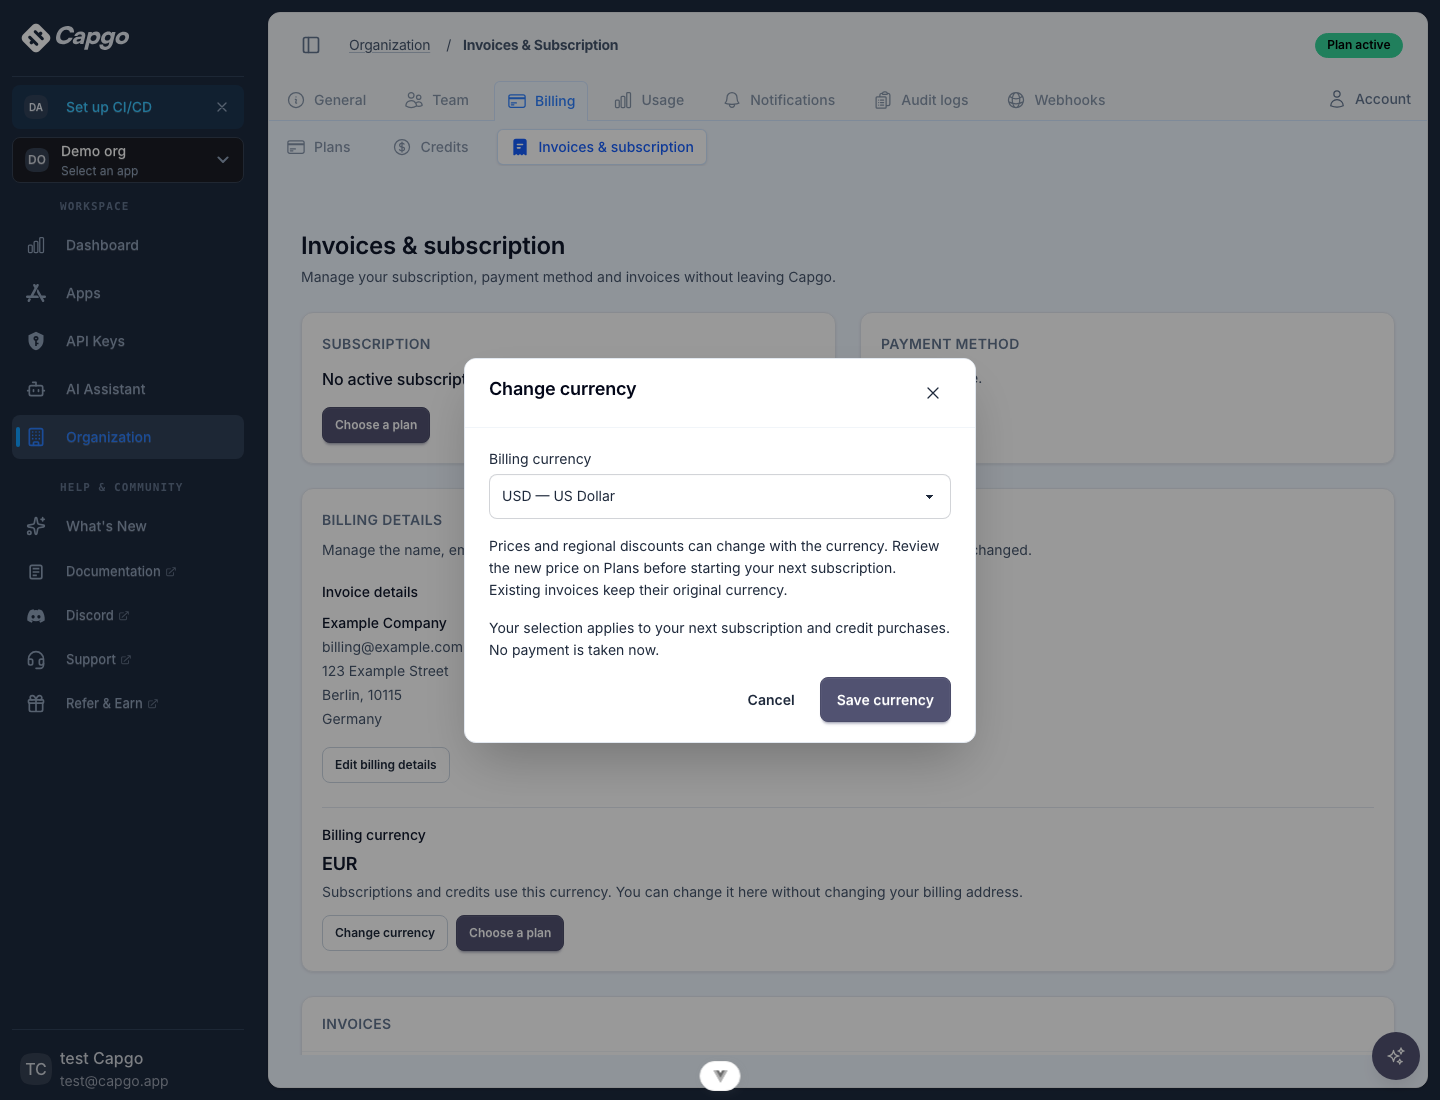 Capgo
Organization / Invoices & Subscription
Plan active
DA Set up CI/CD
DO Demo org
Select an app
WORKSPACE
Dashboard
Apps
API Keys
AI Assistant
Organization
HELP & COMMUNITY
What's New
Documentation
Discord
Support
Refer & Earn
TC test Capgo
test@capgo.app
General Team Billing Usage Notifications Audit logs Webhooks Account
Plans Credits Invoices & subscription
Invoices & subscription
Manage your subscription, payment method and invoices without leaving Capgo.
SUBSCRIPTION
No active subscript
Choose a plan
PAYMENT METHOD
Change currency
Billing currency
USD — US Dollar
Prices and regional discounts can change with the currency. Review
the new price on Plans before starting your next subscription.
Existing invoices keep their original currency.
Your selection applies to your next subscription and credit purchases.
No payment is taken now.
Cancel Save currency
BILLING DETAILS
Manage the name, em
changed.
Invoice details
Example Company
billing@example.com
123 Example Street
Berlin, 10115
Germany
Edit billing details
Billing currency
EUR
Subscriptions and credits use this currency. You can change it here without changing your billing address.
Change currency Choose a plan
INVOICES